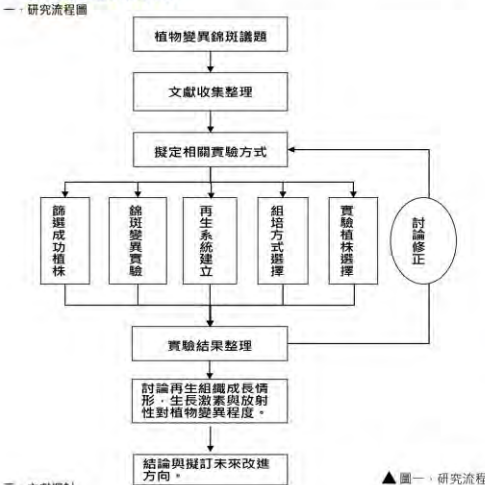 一、研究流程圖
植物變異錦斑議題
文獻收集整理
擬定相關實驗方式
篩選成功植株
錦斑變異實驗
再生系統建立
組培方式選擇
實驗植株選擇
討論修正
實驗結果整理
討論再生組織成長情
形，生長激素與放射
性對植物變異程度。
結論與擬訂未來改進
方向。
▲圖一、研究流程